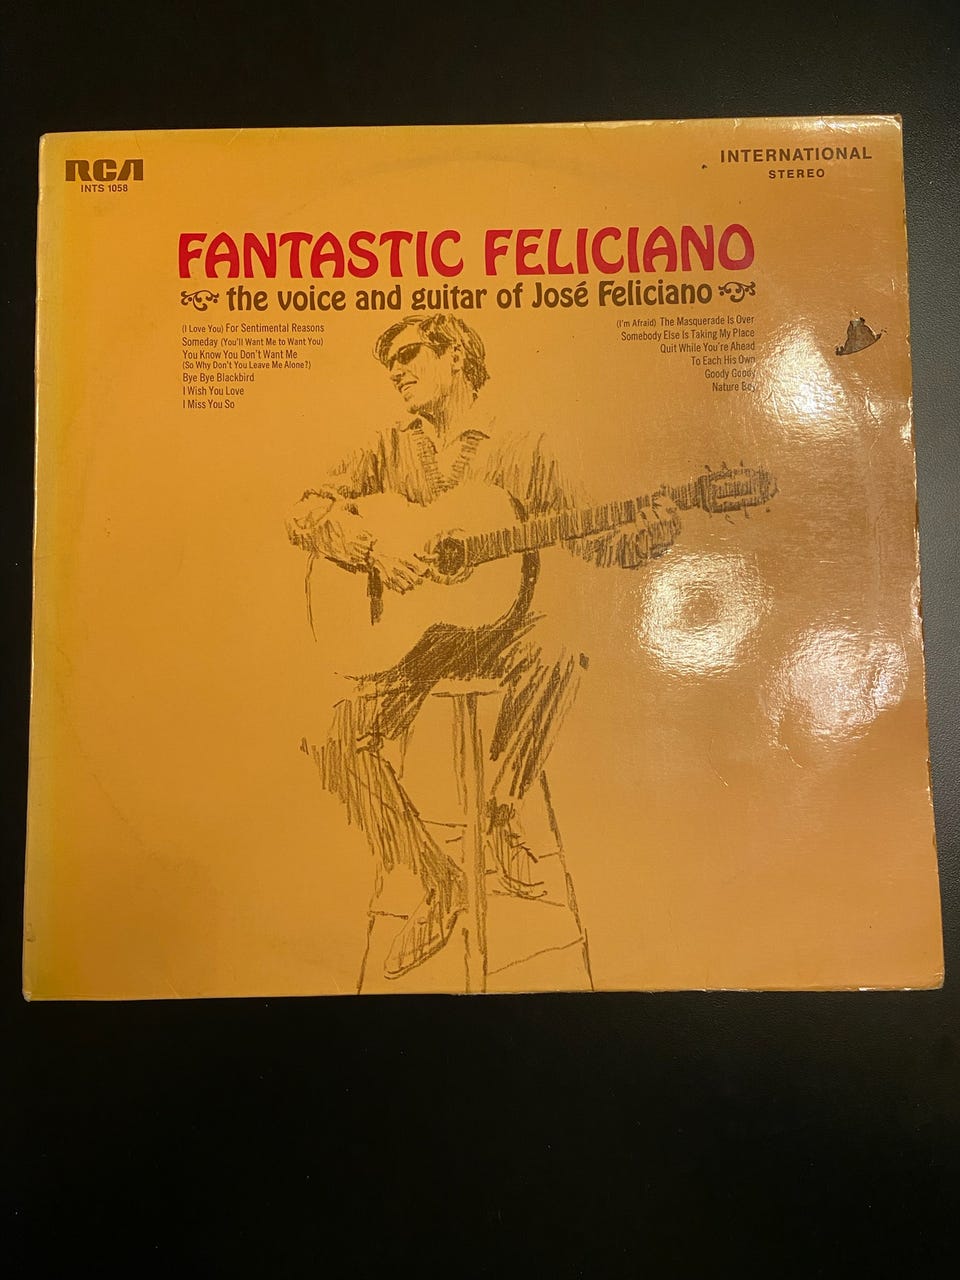 RCA
INTS 1058
INTERNATIONAL
STEREO
FANTASTIC FELICIANO
the voice and guitar of José Feliciano
(I Love You) For Sentimental Reasons
Someday (You'll Want Me to Want You)
You Know You Don't Want Me
(So Why Don't You Leave Me Alone?)
Bye Bye Blackbird
I Wish You Love
I Miss You So
(I'm Afraid) The Masquerade Is Over
Somebody Else Is Taking My Place
Quit While You're Ahead
To Each His Own
Goody Goody
Nature Boy